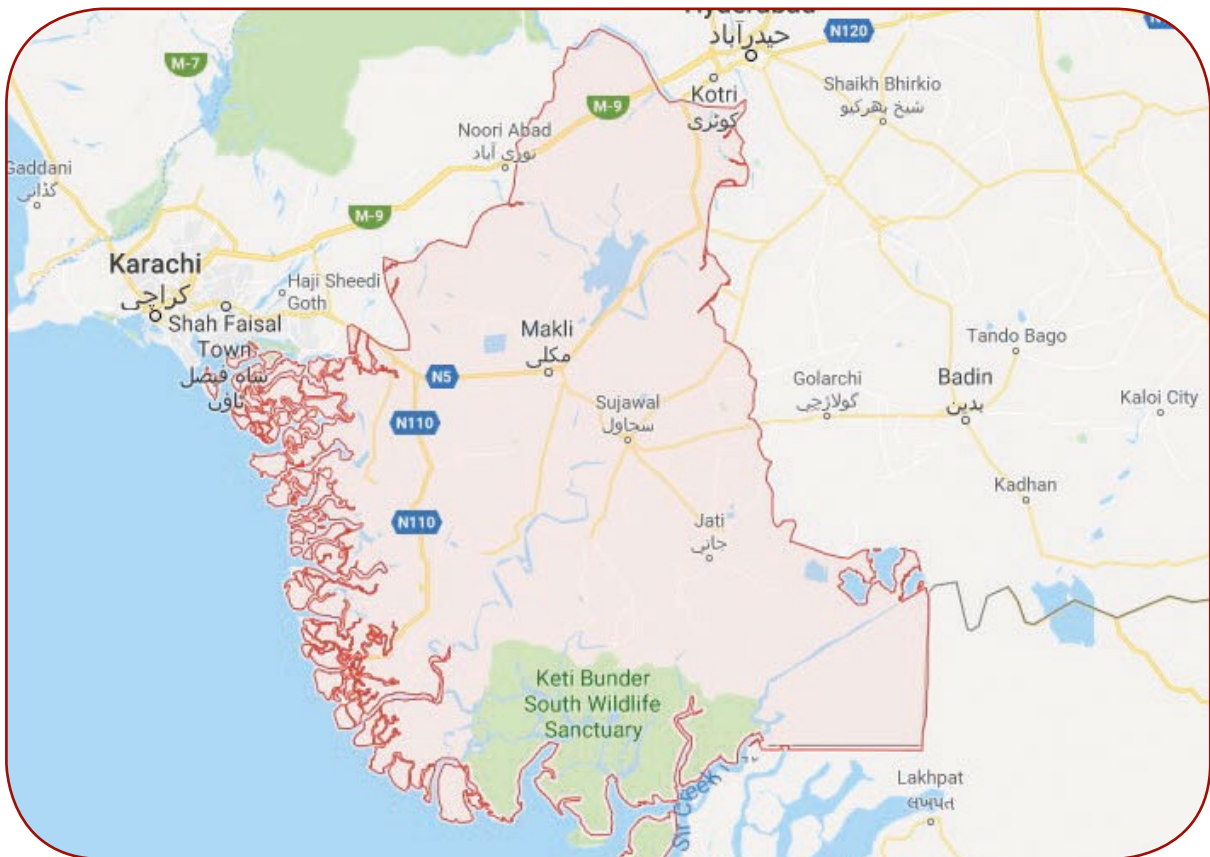 Hyderabad
حیدرآباد
N120
M-7
Kotri
کوٹری
Shaikh Bhirkio
شیخ بھرکیو
M-9
Noori Abad
نوری آباد
Gaddani
گڈانی
M-9
Karachi
کراچی
Haji Sheedi
Goth
Shah Faisal
Town
شاہ فیصل
ٹاؤن
Makli
مکلی
Tando Bago
N5
Golarchi
گولاڑچی
Badin
بدین
Kaloi City
Sujawal
سجاول
N110
Kadhan
N110
Jati
جاتي
Keti Bunder
South Wildlife
Sanctuary
Sir Creek
Lakhpat
લખપત